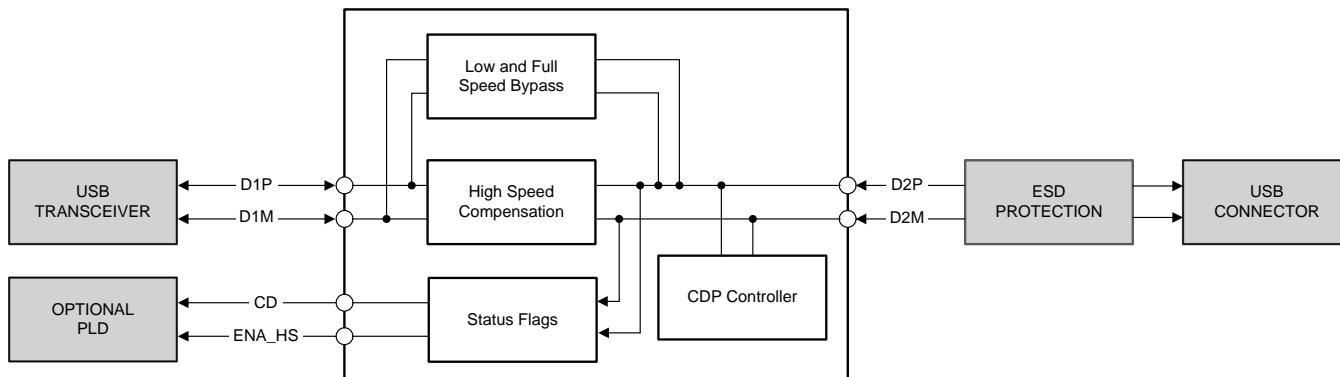 Low and Full
Speed Bypass
USB
TRANSCEIVER
D1P
D1M
High Speed
Compensation
D2P
D2M
ESD
PROTECTION
USB
CONNECTOR
OPTIONAL
PLD
CD
ENA_HS
Status Flags
CDP Controller